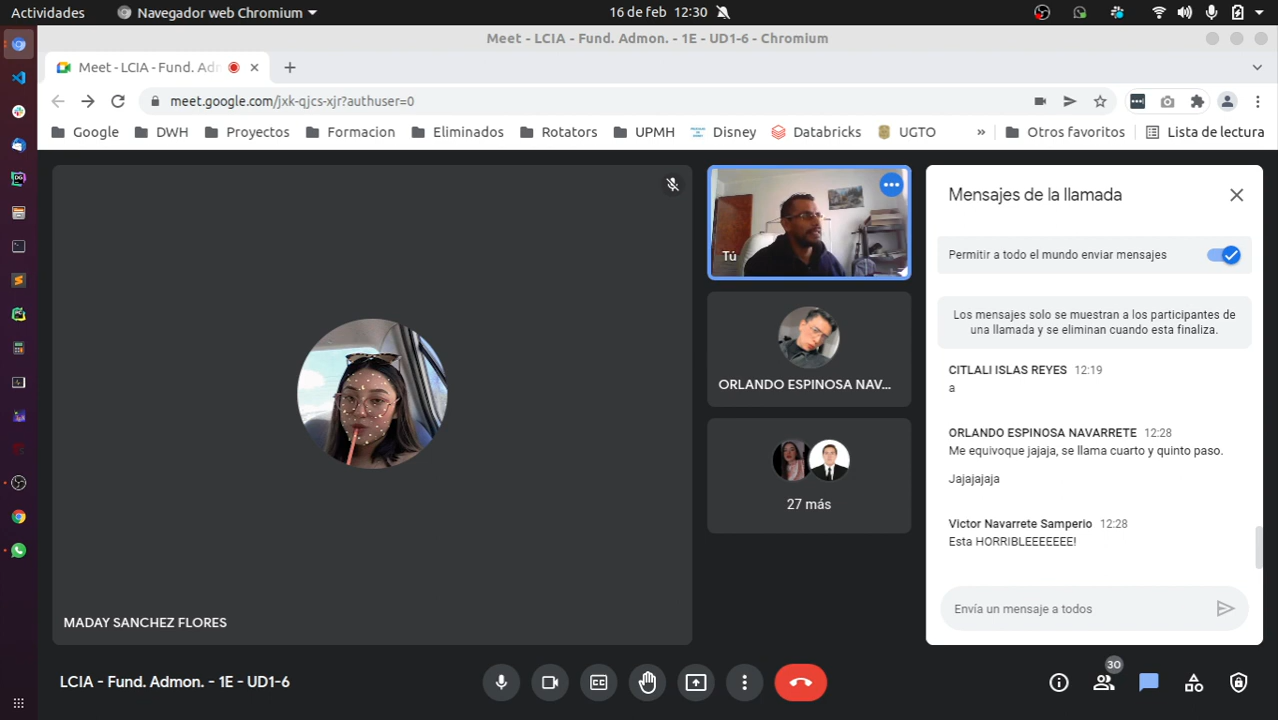 Actividades
Navegador web Chromium
16 de feb 12:30
Meet - LCIA - Fund. Admon. - 1E - UD1-6 - Chromium
Meet - LCIA - Fund. Adm
meet.google.com/jxk-qjcs-xjr?authuser=0
Google
DWH
Proyectos
Formacion
Eliminados
Rotators
UPMH
Disney
Databricks
UGTO
»
Otros favoritos
Lista de lectura
Tú
ORLANDO ESPINOSA NAV...
27 más
MADAY SANCHEZ FLORES
Mensajes de la llamada
Permitir a todo el mundo enviar mensajes
Los mensajes solo se muestran a los participantes de
una llamada y se eliminan cuando esta finaliza.
CITLALI ISLAS REYES 12:19
a
ORLANDO ESPINOSA NAVARRETE 12:28
Me equivoque jajaja, se llama cuarto y quinto paso.
Jajajajaja
Victor Navarrete Samperio 12:28
Esta HORRIBLEEEEEEE!
Envía un mensaje a todos
LCIA - Fund. Admon. - 1E - UD1-6
30